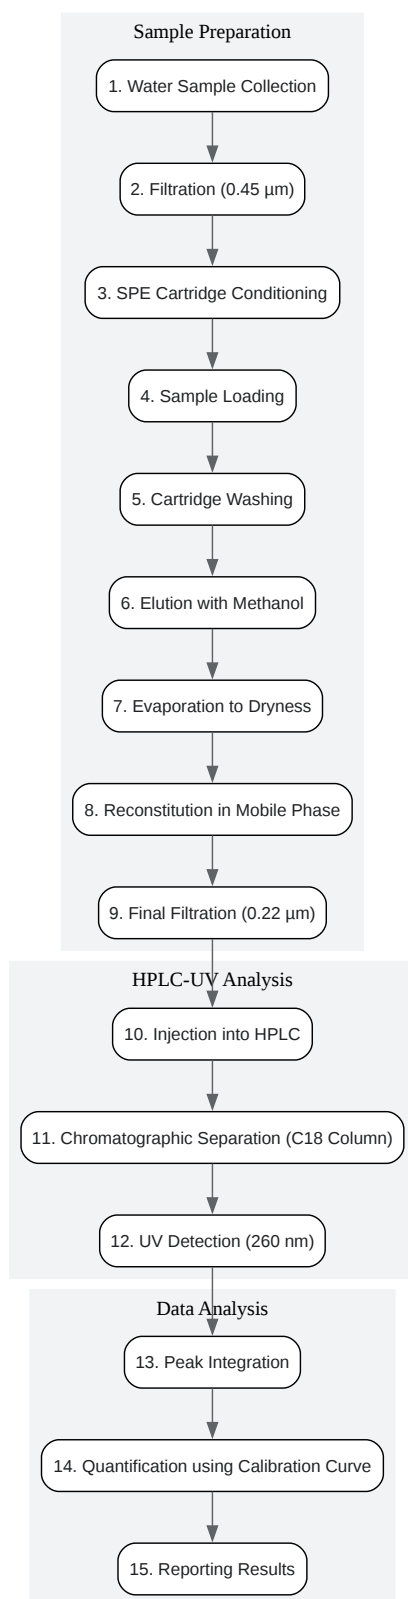 Sample Preparation
1. Water Sample Collection
2. Filtration (0.45 µm)
3. SPE Cartridge Conditioning
4. Sample Loading
5. Cartridge Washing
6. Elution with Methanol
7. Evaporation to Dryness
8. Reconstitution in Mobile Phase
9. Final Filtration (0.22 µm)
HPLC-UV Analysis
10. Injection into HPLC
11. Chromatographic Separation (C18 Column)
12. UV Detection (260 nm)
Data Analysis
13. Peak Integration
14. Quantification using Calibration Curve
15. Reporting Results